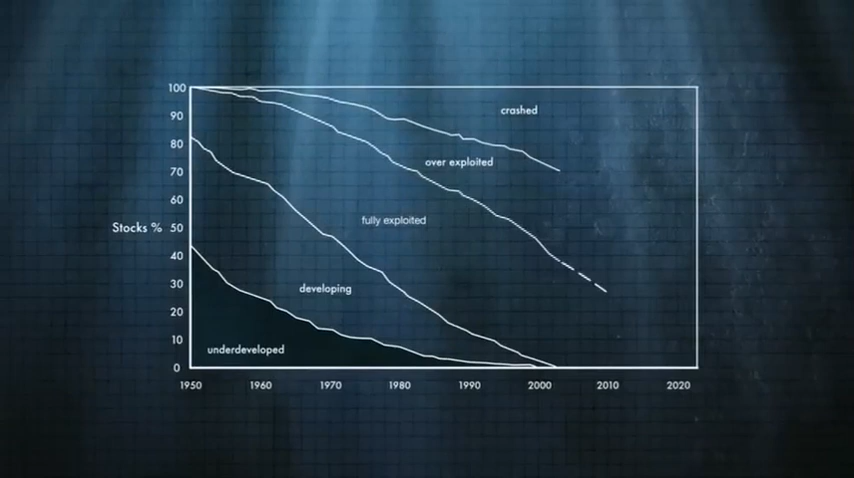 100
crashed
90
80
over exploited
70
60
fully exploited
Stocks % 50
40
30
developing
20
10
underdeveloped
0
1950 1960 1970 1980 1990 2000 2010 2020